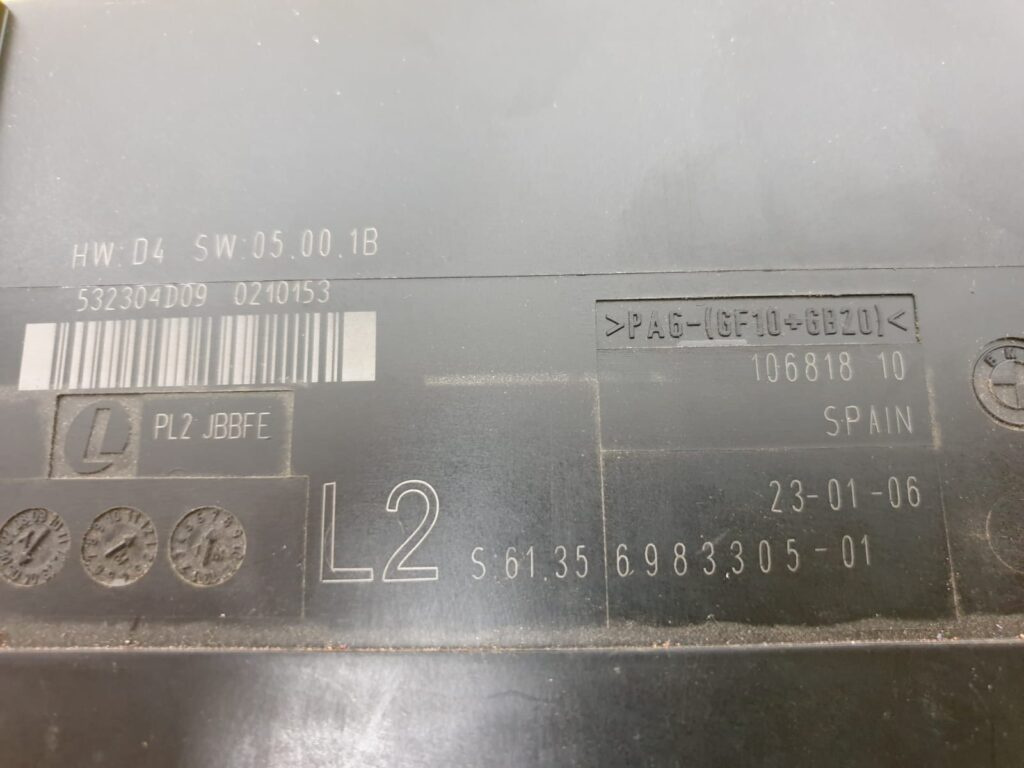 HW:D4 SW:05.00.1B
532304D09 0210153
>PA6-(GF10+GB20)<
106818 10
SPAIN
L PL2 JBBFE
23-01-06
L2
S:61.35 6983305-01